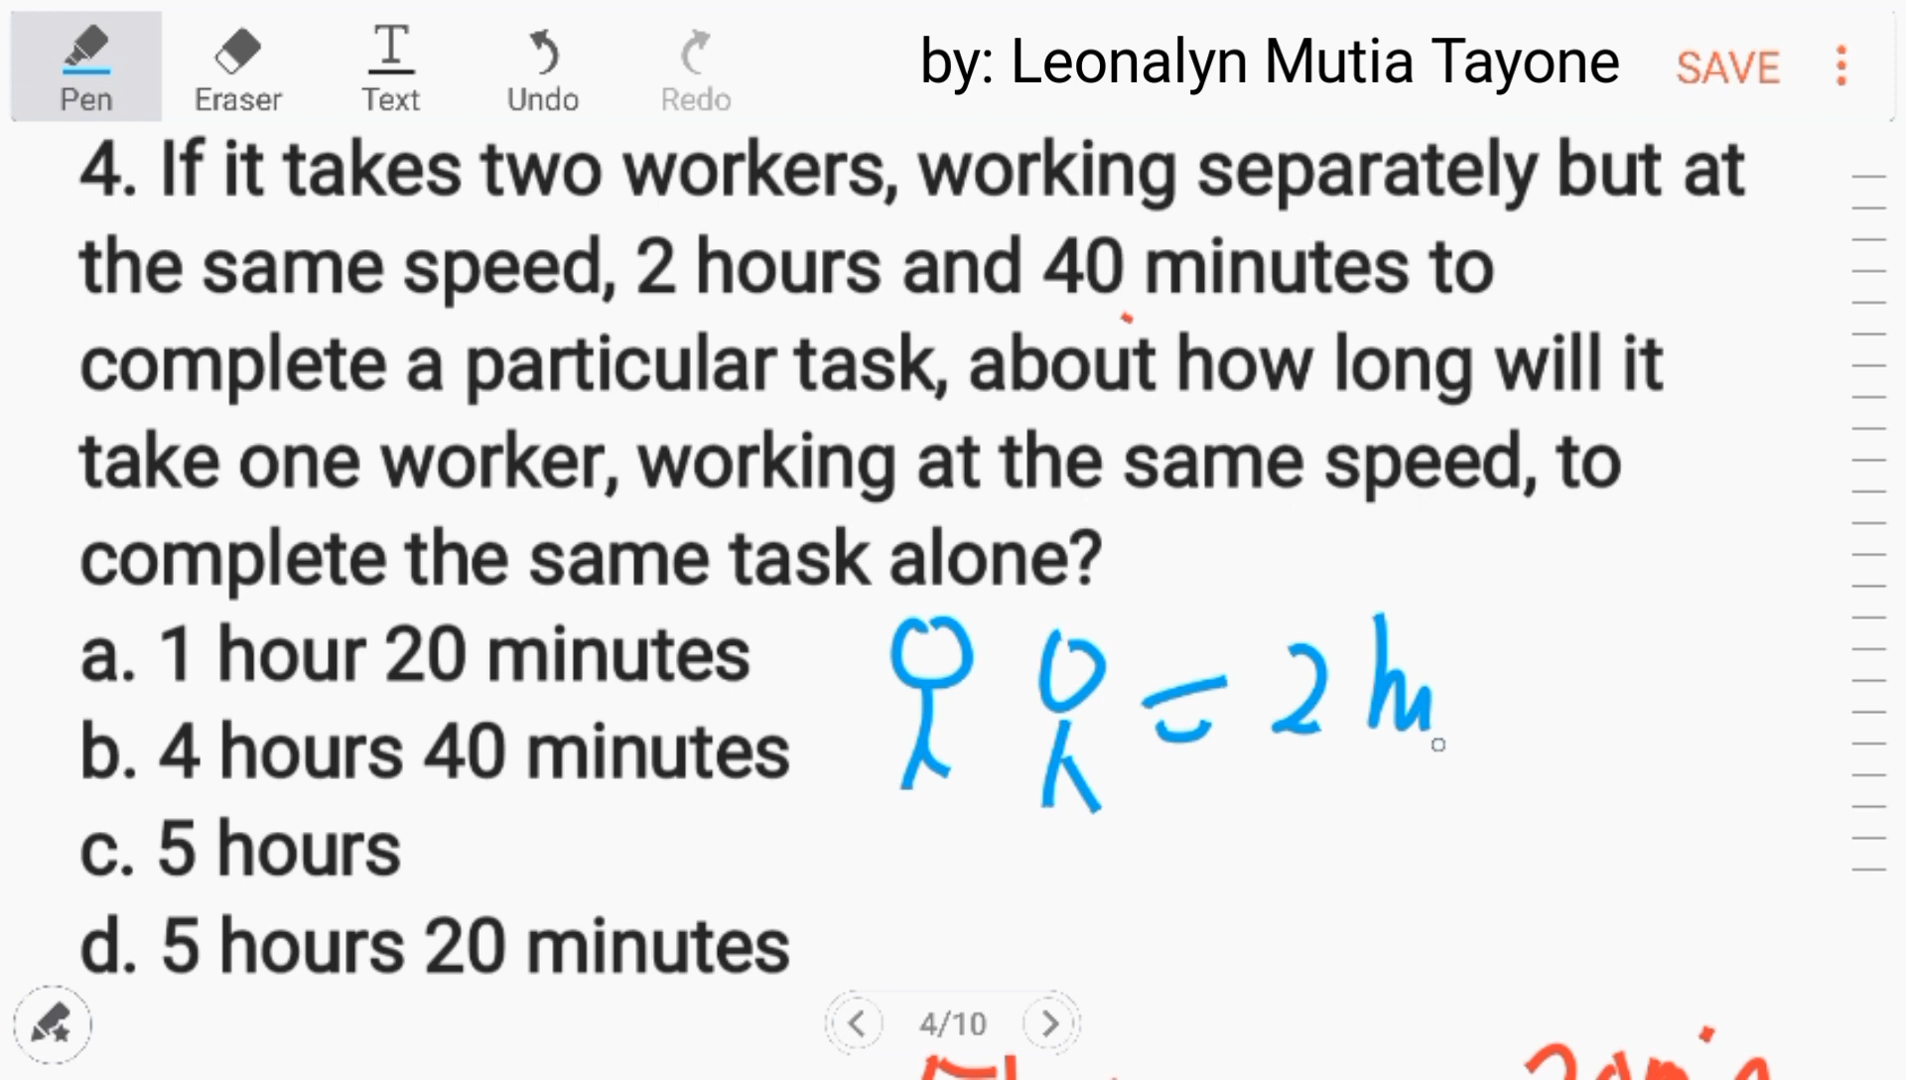 Pen Eraser Text Undo Redo by: Leonalyn Mutia Tayone SAVE
4. If it takes two workers, working separately but at
the same speed, 2 hours and 40 minutes to
complete a particular task, about how long will it
take one worker, working at the same speed, to
complete the same task alone?
a. 1 hour 20 minutes
b. 4 hours 40 minutes
= 2 h
c. 5 hours
d. 5 hours 20 minutes
4/10